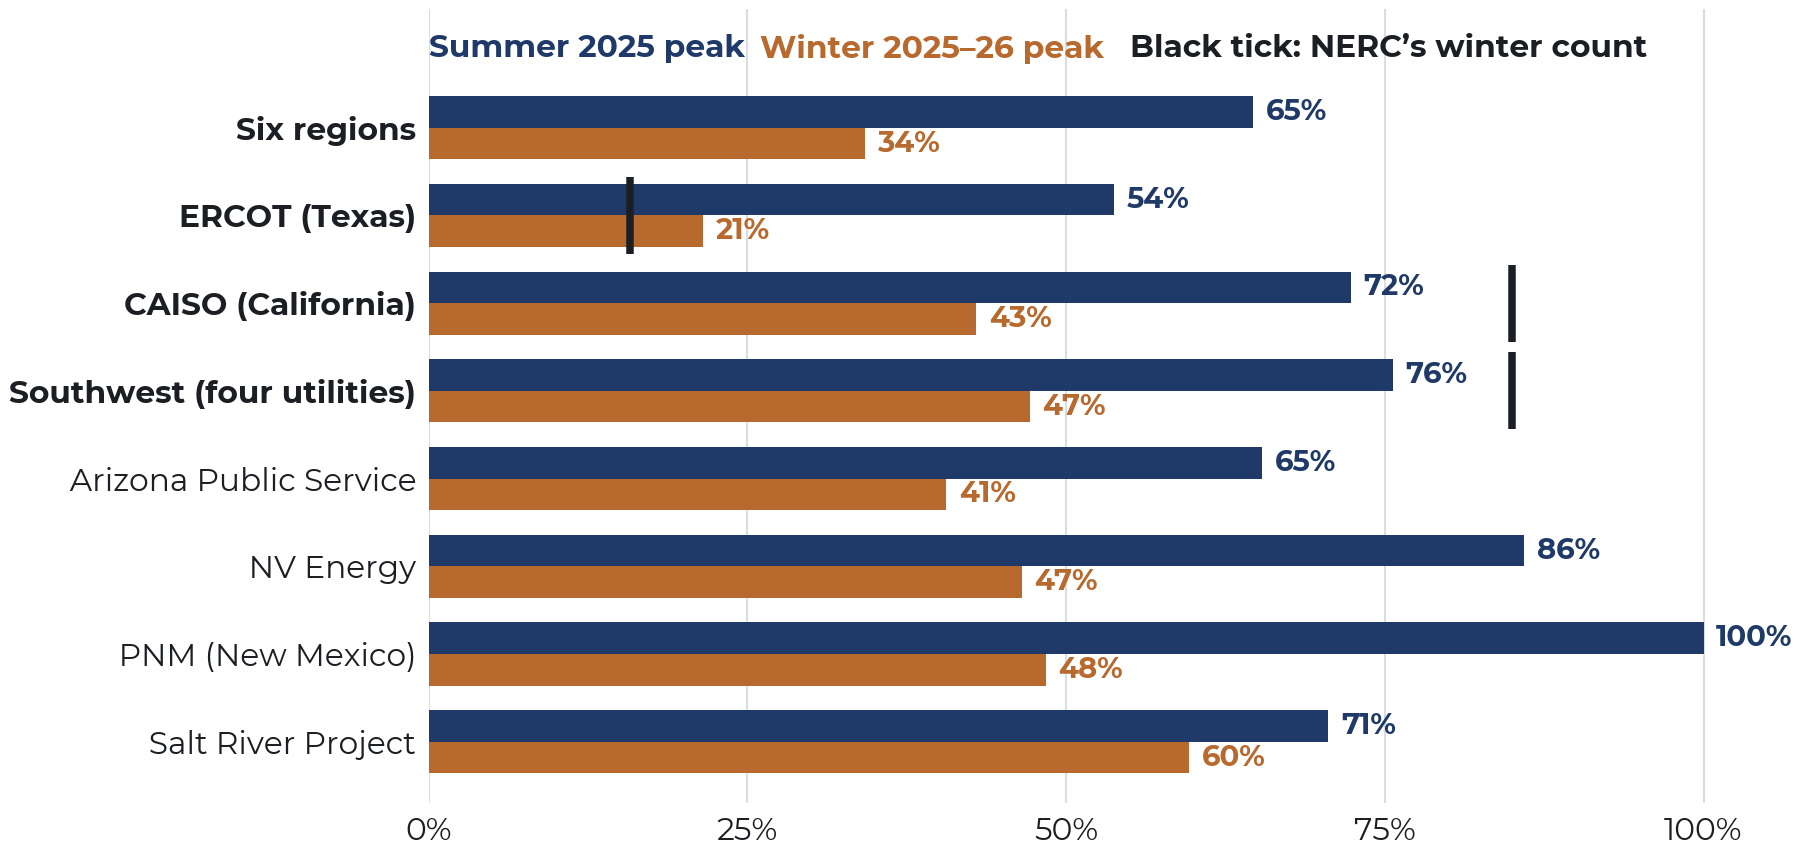 Summer 2025 peak Winter 2025–26 peak Black tick: NERC’s winter count
Six regions 65%
34%
ERCOT (Texas) 54%
21%
CAISO (California) 72%
43%
Southwest (four utilities) 76%
47%
Arizona Public Service 65%
41%
NV Energy 86%
47%
PNM (New Mexico) 100%
48%
Salt River Project 71%
60%
0% 25% 50% 75% 100%